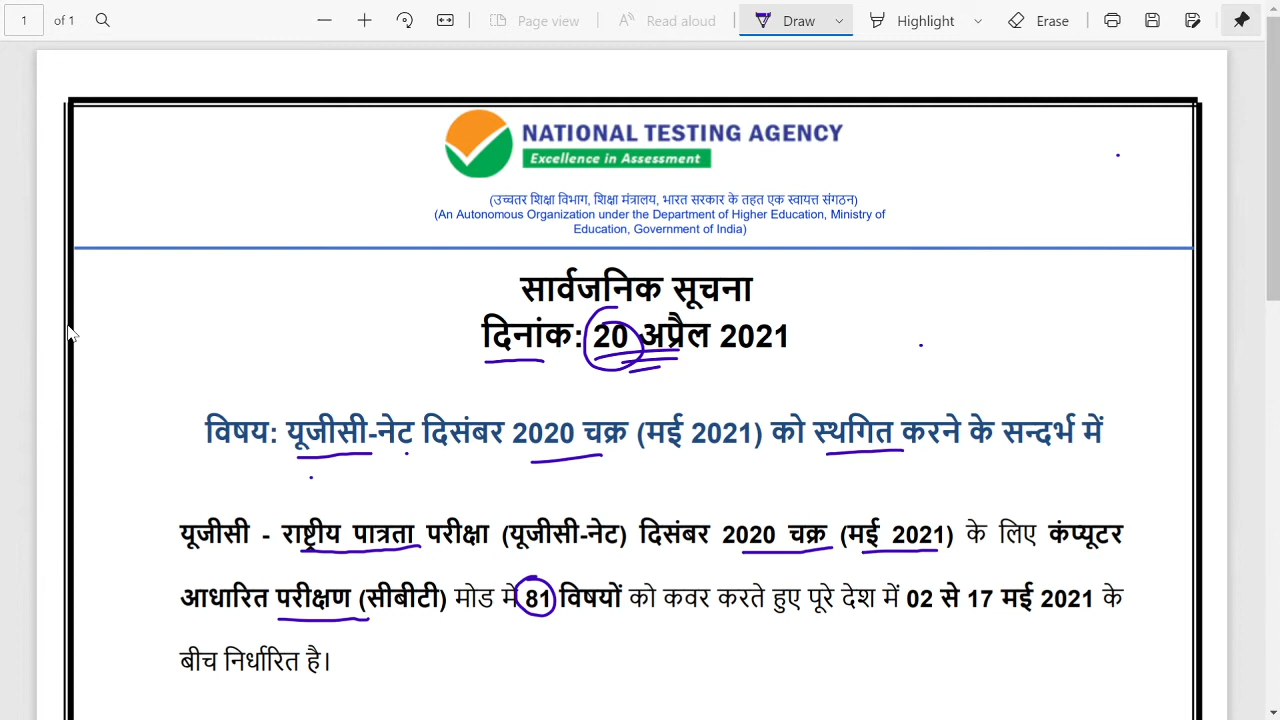 1 of 1 Page view Read aloud Draw Highlight Erase
NATIONAL TESTING AGENCY
Excellence in Assessment
(उच्चतर शिक्षा विभाग, शिक्षा मंत्रालय, भारत सरकार के तहत एक स्वायत्त संगठन)
(An Autonomous Organization under the Department of Higher Education, Ministry of
Education, Government of India)
सार्वजनिक सूचना
दिनांक: 20 अप्रैल 2021
विषय: यूजीसी-नेट दिसंबर 2020 चक्र (मई 2021) को स्थगित करने के सन्दर्भ में
यूजीसी - राष्ट्रीय पात्रता परीक्षा (यूजीसी-नेट) दिसंबर 2020 चक्र (मई 2021) के लिए कंप्यूटर
आधारित परीक्षण (सीबीटी) मोड में 81 विषयों को कवर करते हुए पूरे देश में 02 से 17 मई 2021 के
बीच निर्धारित है।